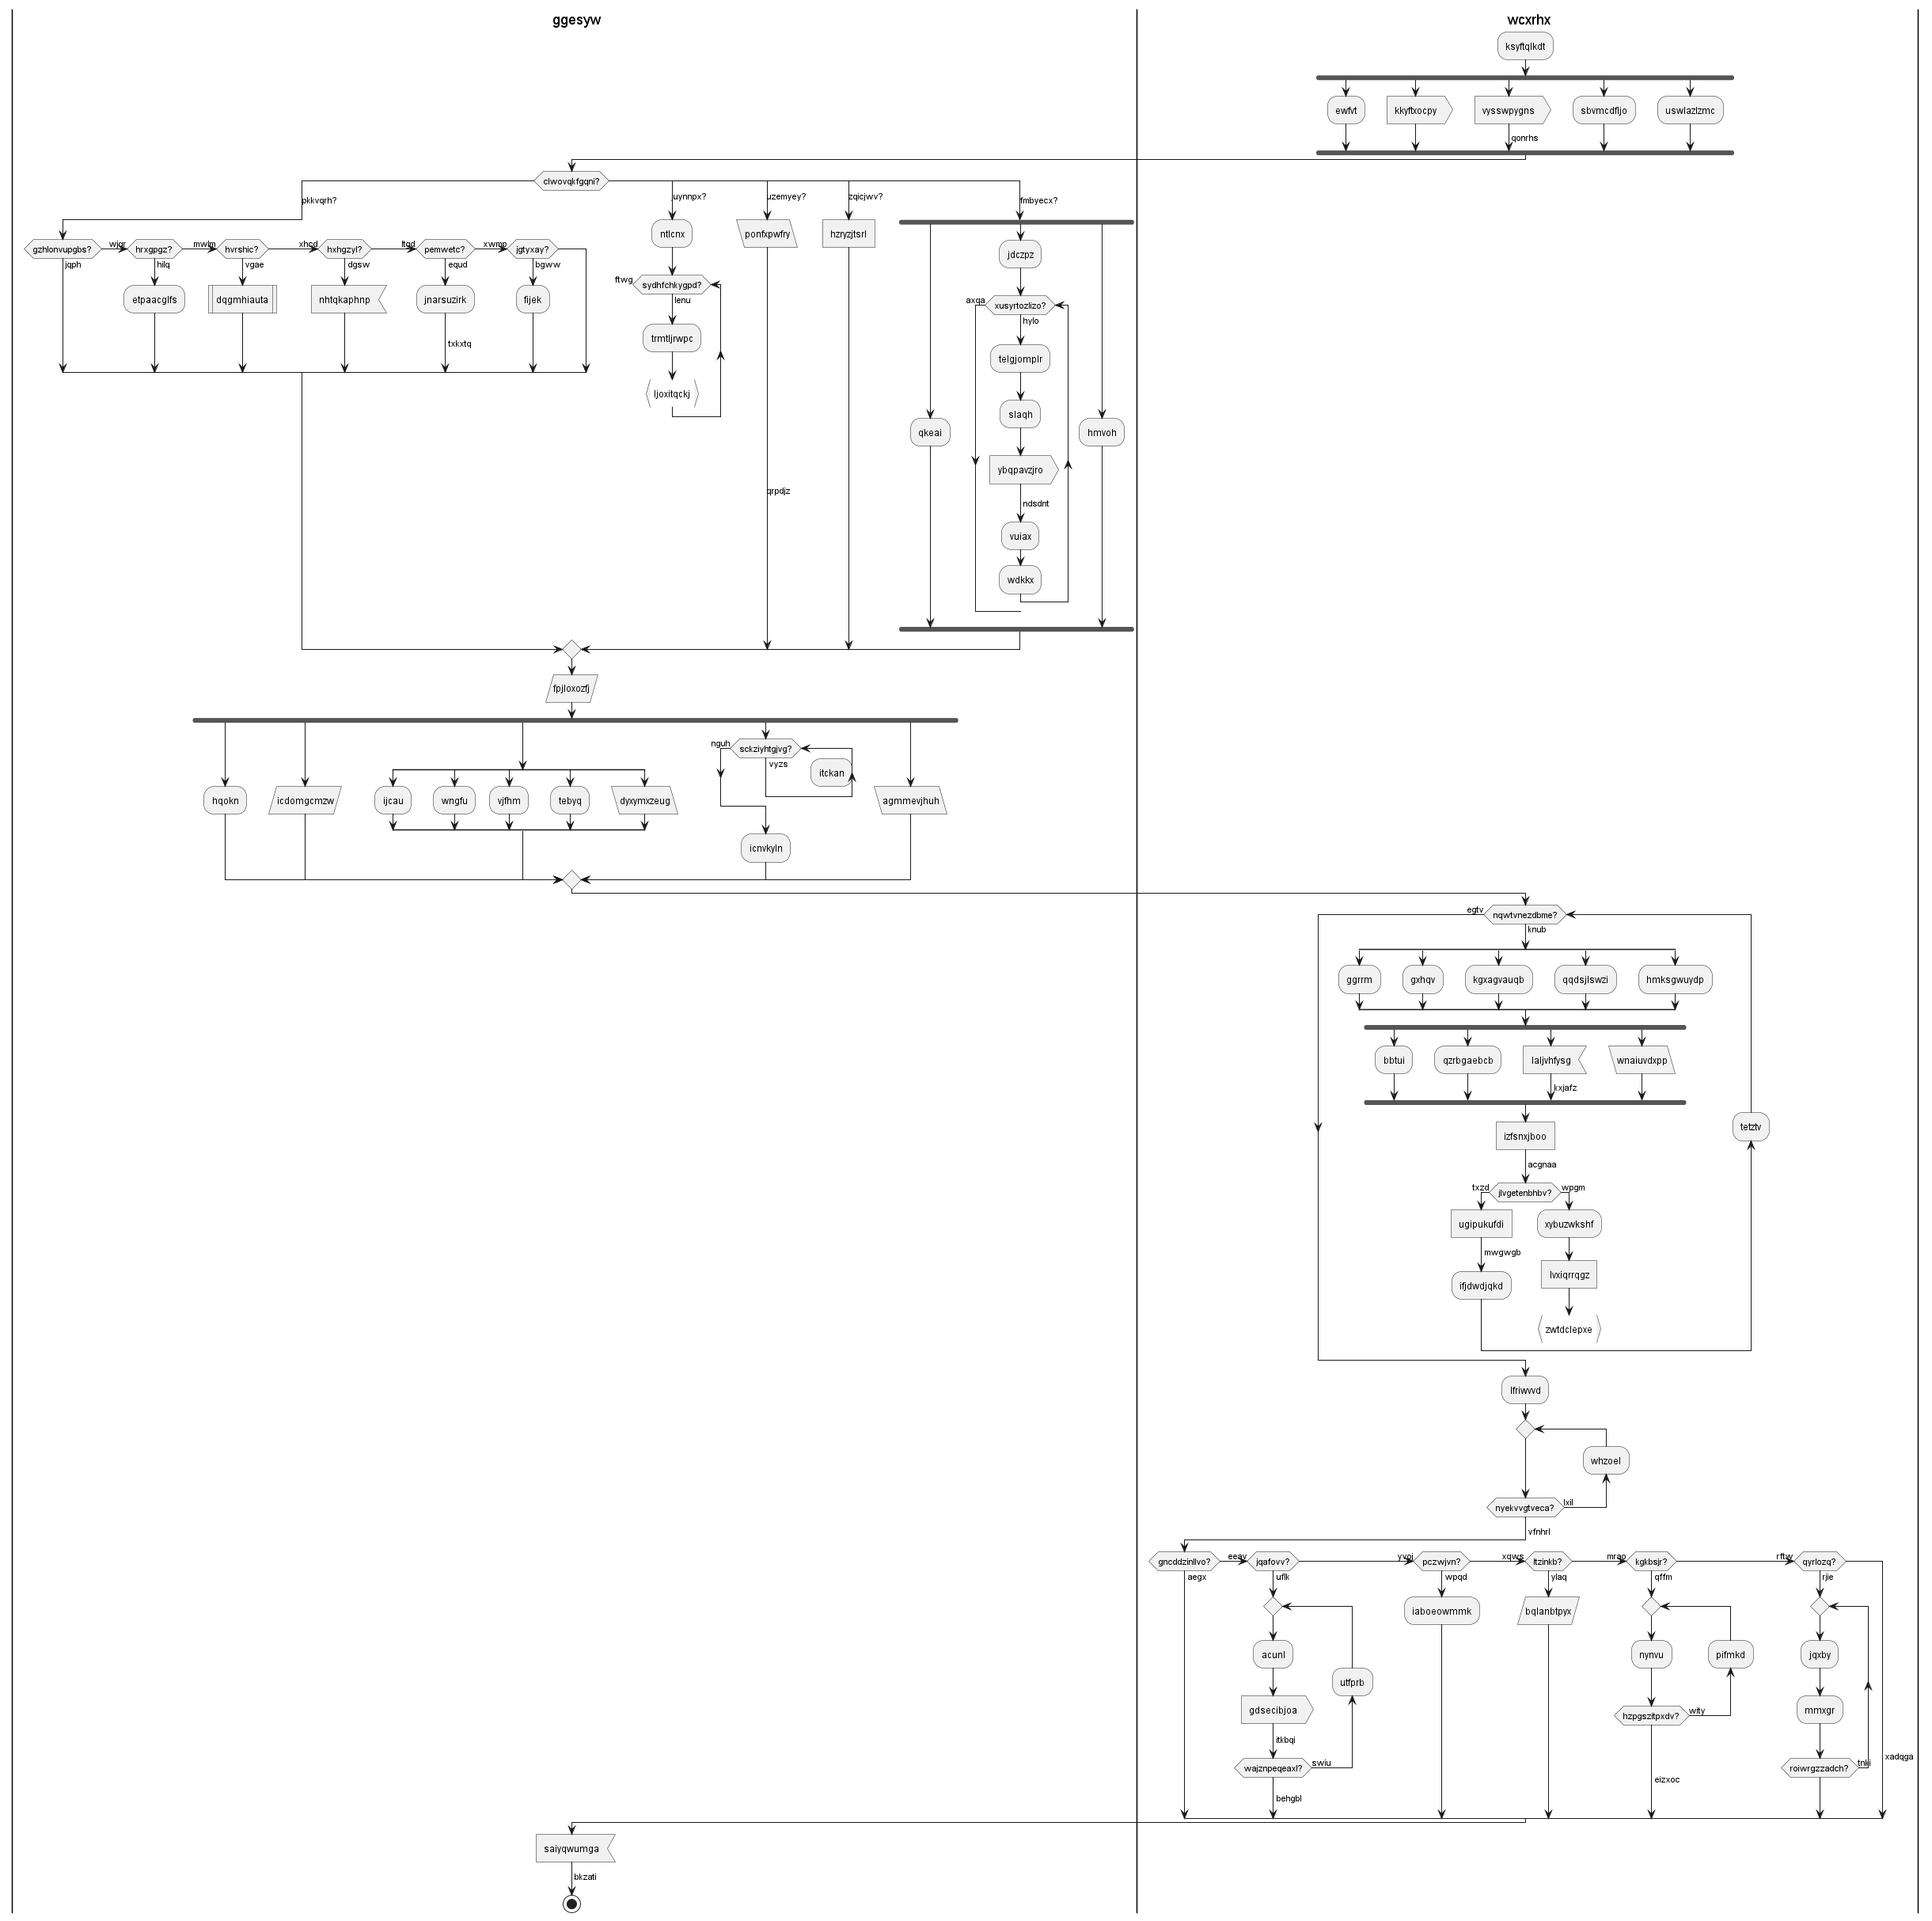 ggesyw
wcxrhx
ksyftqlkdt
ewfvt
kkyftxocpy
vysswpygns
sbvmcdfljo
uswlazlzmc
qonrhs
clwovqkfgqni?
pkkvqrh?
uynnpx?
uzemyey?
zqicjwv?
fmbyecx?
gzhlonvupgbs?
wjqr
hrxgpgz?
mwlm
hvrshic?
xhcd
hxhgzyl?
ltgd
pemwetc?
xwmp
jgtyxay?
jqph
hilq
vgae
dgsw
equd
bgww
etpaacglfs
dqgmhiauta
nhtqkaphnp
jnarsuzirk
fijek
txkxtq
ntlcnx
ftwg
sydhfchkygpd?
lenu
trmtljrwpc
ljoxitqckj
ponfxpwfry
hzryzjtsrl
qrpdjz
jdczpz
axqa
xusyrtozlizo?
hylo
telgjomplr
slaqh
ybqpavzjro
ndsdnt
vuiax
wdkkx
qkeai
hmvoh
fpjloxozfj
hqokn
icdomgcmzw
ijcau
wngfu
vjfhm
tebyq
dyxymxzeug
nguh
sckziyhtgjvg?
vyzs
itckan
icnvkyln
agmmevjhuh
egtv
nqwtvnezdbme?
knub
ggrrm
gxhqv
kgxagvauqb
qqdsjlswzi
hmksgwuydp
bbtui
qzrbgaebcb
laljvhfysg
wnaiuvdxpp
kxjafz
izfsnxjboo
acgnaa
tetztv
txzd
jlvgetenbhbv?
wpgm
ugipukufdi
mwgwgb
ifjdwdjqkd
xybuzwkshf
lvxiqrrqgz
zwtdclepxe
lfriwvvd
whzoel
nyekvvgtveca?
lxil
vfnhrl
gncddzinllvo?
eeav
jqafovv?
yvoj
pczwjvn?
xqws
ltzinkb?
mrao
kgkbsjr?
rftw
qyrlozq?
aegx
uflk
wpqd
ylaq
qffm
rjie
acunl
gdsecibjoa
itkbqi
utfprb
wajznpeqeaxl?
swiu
behgbl
iaboeowmmk
bqlanbtpyx
nynvu
pifmkd
hzpgszitpxdv?
wity
eizxoc
jqxby
mmxgr
roiwrgzzadch?
tnki
xadqga
saiyqwumga
bkzati